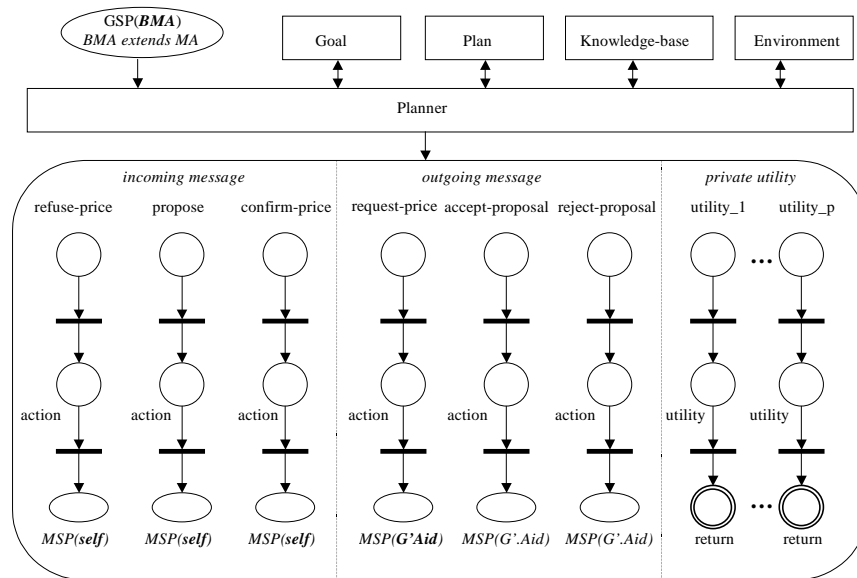 GSP(BMA)
BMA extends MA
Goal
Plan
Knowledge-base
Environment
Planner
incoming message
outgoing message
private utility
refuse-price
propose
confirm-price
request-price
accept-proposal
reject-proposal
utility_1
utility_p
...
action
action
action
action
action
action
utility
utility
...
MSP(self)
MSP(self)
MSP(self)
MSP(G’Aid)
MSP(G’.Aid)
MSP(G’.Aid)
return
return